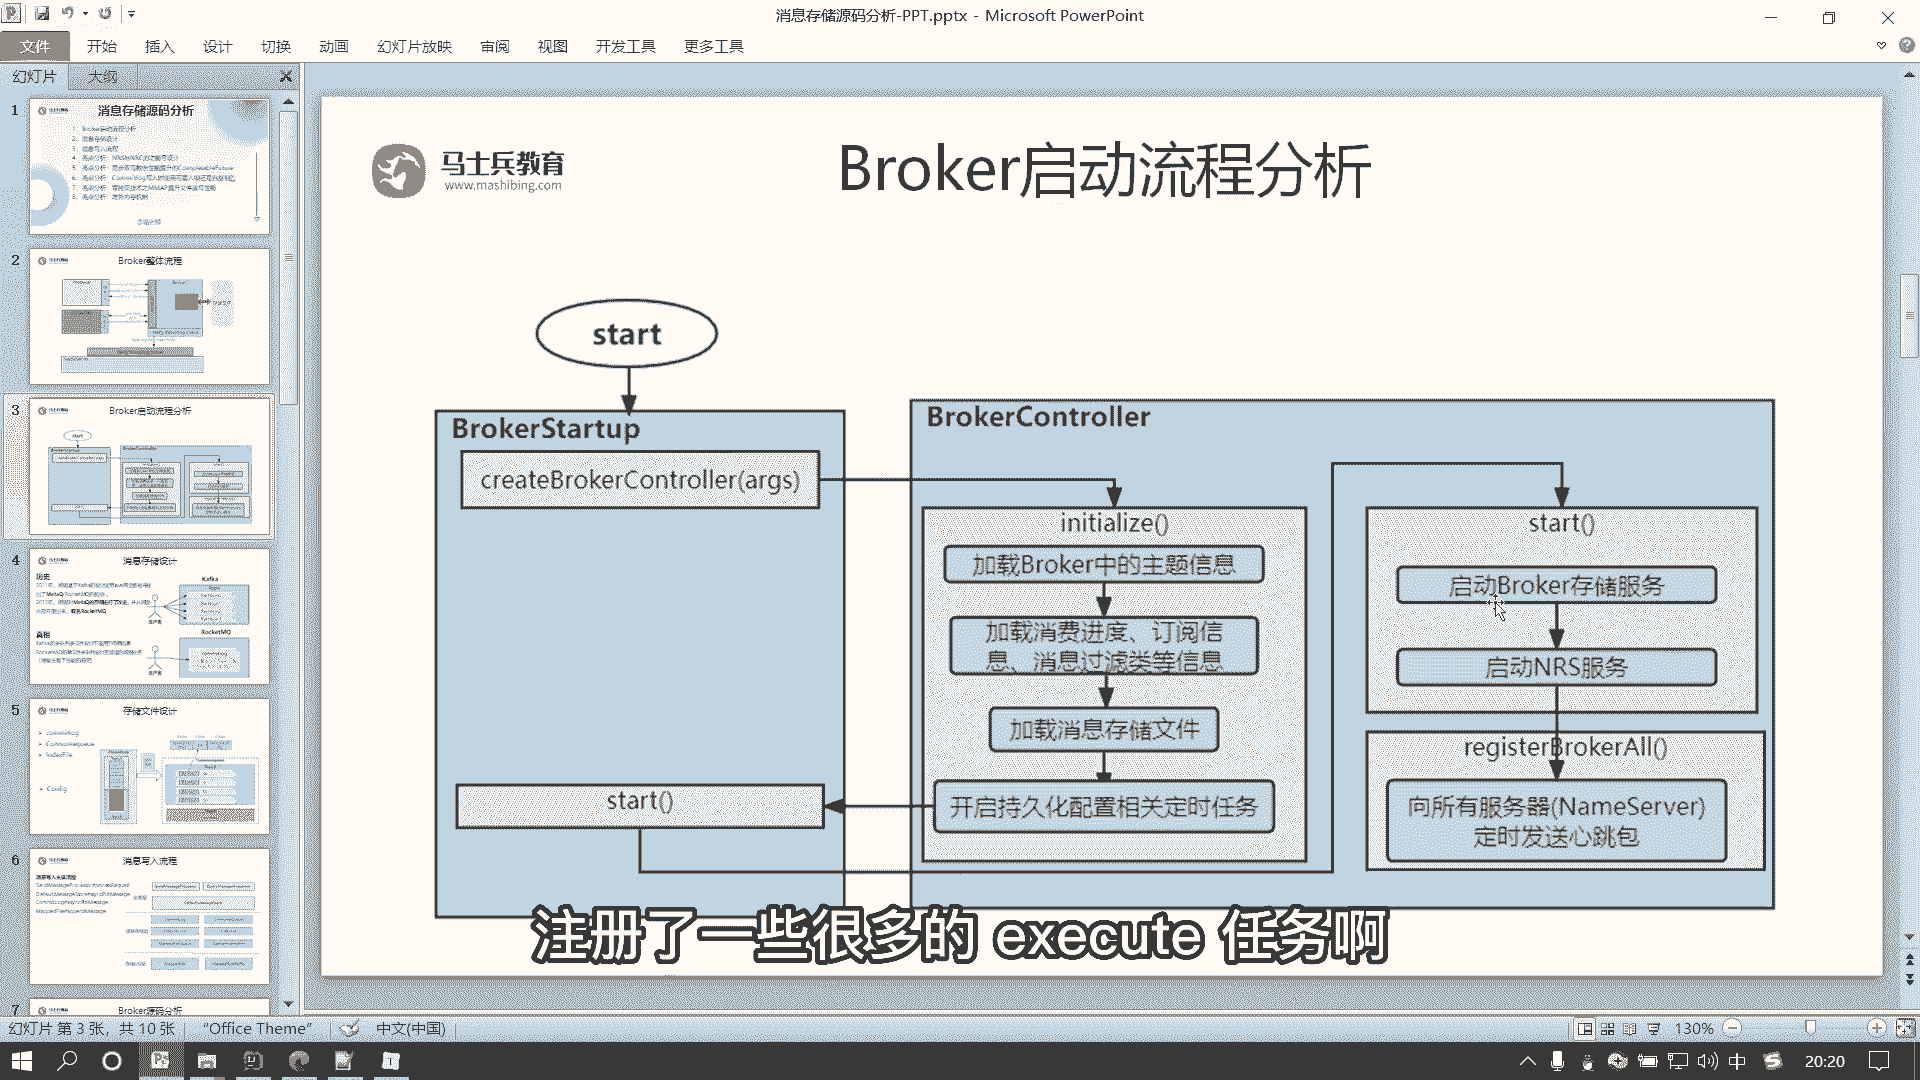 消息存储源码分析-PPT.pptx - Microsoft PowerPoint
文件 开始 插入 设计 切换 动画 幻灯片放映 审阅 视图 开发工具 更多工具
幻灯片 大纲
1
消息存储源码分析
2
Broker整体流程
3
Broker启动流程分析
4
消息存储设计
历史
Kafka
真相
RocketMQ
5
存储文件设计
6
消息写入流程
7
Broker源码分析
马士兵教育
www.mashibing.com
Broker启动流程分析
start
BrokerStartup
createBrokerController(args)
start()
BrokerController
initialize()
加载Broker中的主题信息
加载消费进度、订阅信
息、消息过滤类等信息
加载消息存储文件
开启持久化配置相关定时任务
start()
启动Broker存储服务
启动NRS服务
registerBrokerAll()
向所有服务器(NameServer)
定时发送心跳包
注册了一些很多的 execute 任务啊
幻灯片 第 3 张，共 10 张 “Office Theme” 中文(中国) 130%
中 20:20